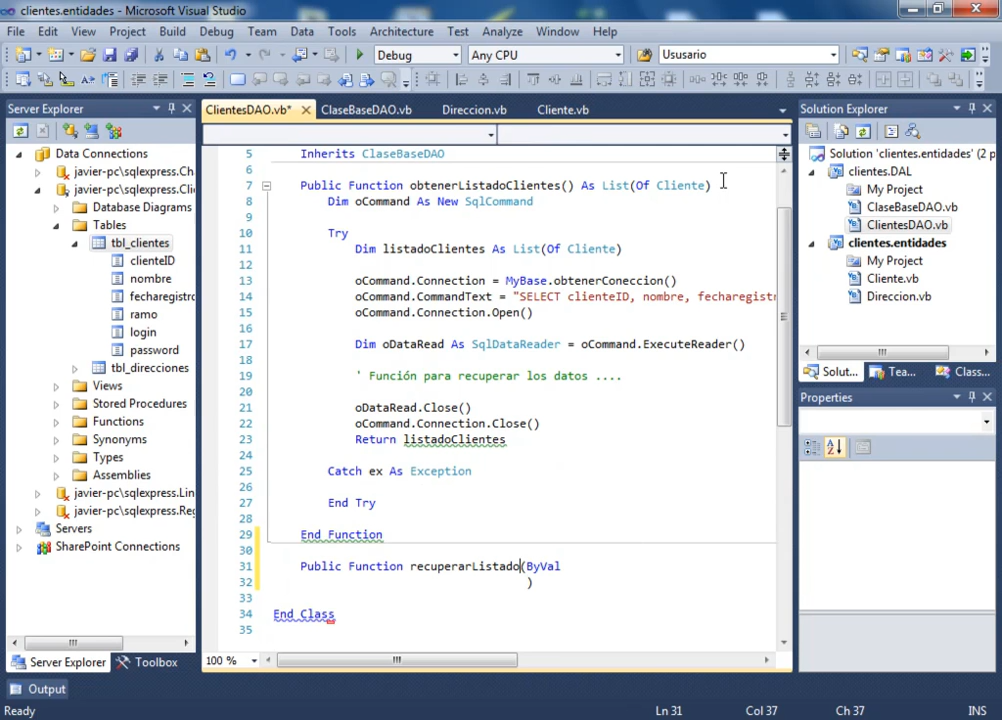 clientes.entidades - Microsoft Visual Studio
File Edit View Project Build Debug Team Data Tools Architecture Test Analyze Window Help
Debug Any CPU Usuario
Server Explorer
Data Connections
javier-pc\sqlexpress.Ch
javier-pc\sqlexpress.Cli
Database Diagrams
Tables
tbl_clientes
clienteID
nombre
fecharegistro
ramo
login
password
tbl_direcciones
Views
Stored Procedures
Functions
Synonyms
Types
Assemblies
javier-pc\sqlexpress.Lin
javier-pc\sqlexpress.Reg
Servers
SharePoint Connections
Server Explorer Toolbox
ClientesDAO.vb* ClaseBaseDAO.vb Direccion.vb Cliente.vb
5 Inherits ClaseBaseDAO
6
7 Public Function obtenerListadoClientes() As List(Of Cliente)
8 Dim oCommand As New SqlCommand
9
10 Try
11 Dim listadoClientes As List(Of Cliente)
12
13 oCommand.Connection = MyBase.obtenerConeccion()
14 oCommand.CommandText = "SELECT clienteID, nombre, fecharegistr
15 oCommand.Connection.Open()
16
17 Dim oDataRead As SqlDataReader = oCommand.ExecuteReader()
18
19 ' Función para recuperar los datos ....
20
21 oDataRead.Close()
22 oCommand.Connection.Close()
23 Return listadoClientes
24
25 Catch ex As Exception
26
27 End Try
28
29 End Function
30
31 Public Function recuperarListado(ByVal
32 )
33
34 End Class
35
100 %
Solution Explorer
Solution 'clientes.entidades' (2 p
clientes.DAL
My Project
ClaseBaseDAO.vb
ClientesDAO.vb
clientes.entidades
My Project
Cliente.vb
Direccion.vb
Solut... Tea... Class...
Properties
Output
Ready Ln 31 Col 37 Ch 37 INS